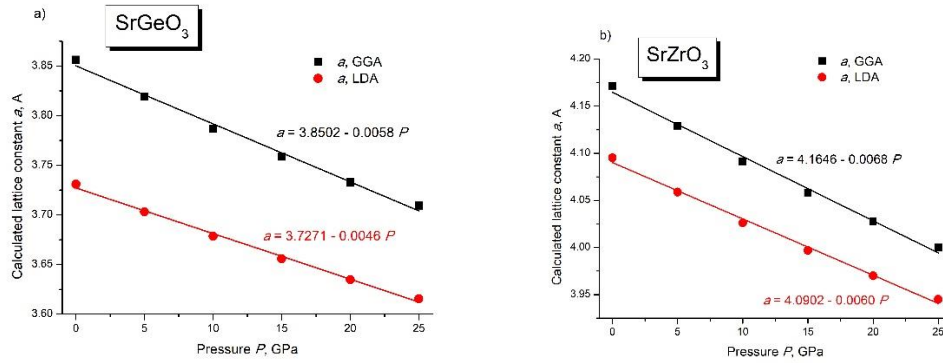 a)
SrGeO3
a, GGA
a, LDA
a = 3.8502 - 0.0058 P
a = 3.7271 - 0.0046 P
Calculated lattice constant a, A
3.85
3.80
3.75
3.70
3.65
3.60
0 5 10 15 20 25
Pressure P, GPa
b)
SrZrO3
a, GGA
a, LDA
a = 4.1646 - 0.0068 P
a = 4.0902 - 0.0060 P
Calculated lattice constant a, A
4.20
4.15
4.10
4.05
4.00
3.95
0 5 10 15 20 25
Pressure P, GPa